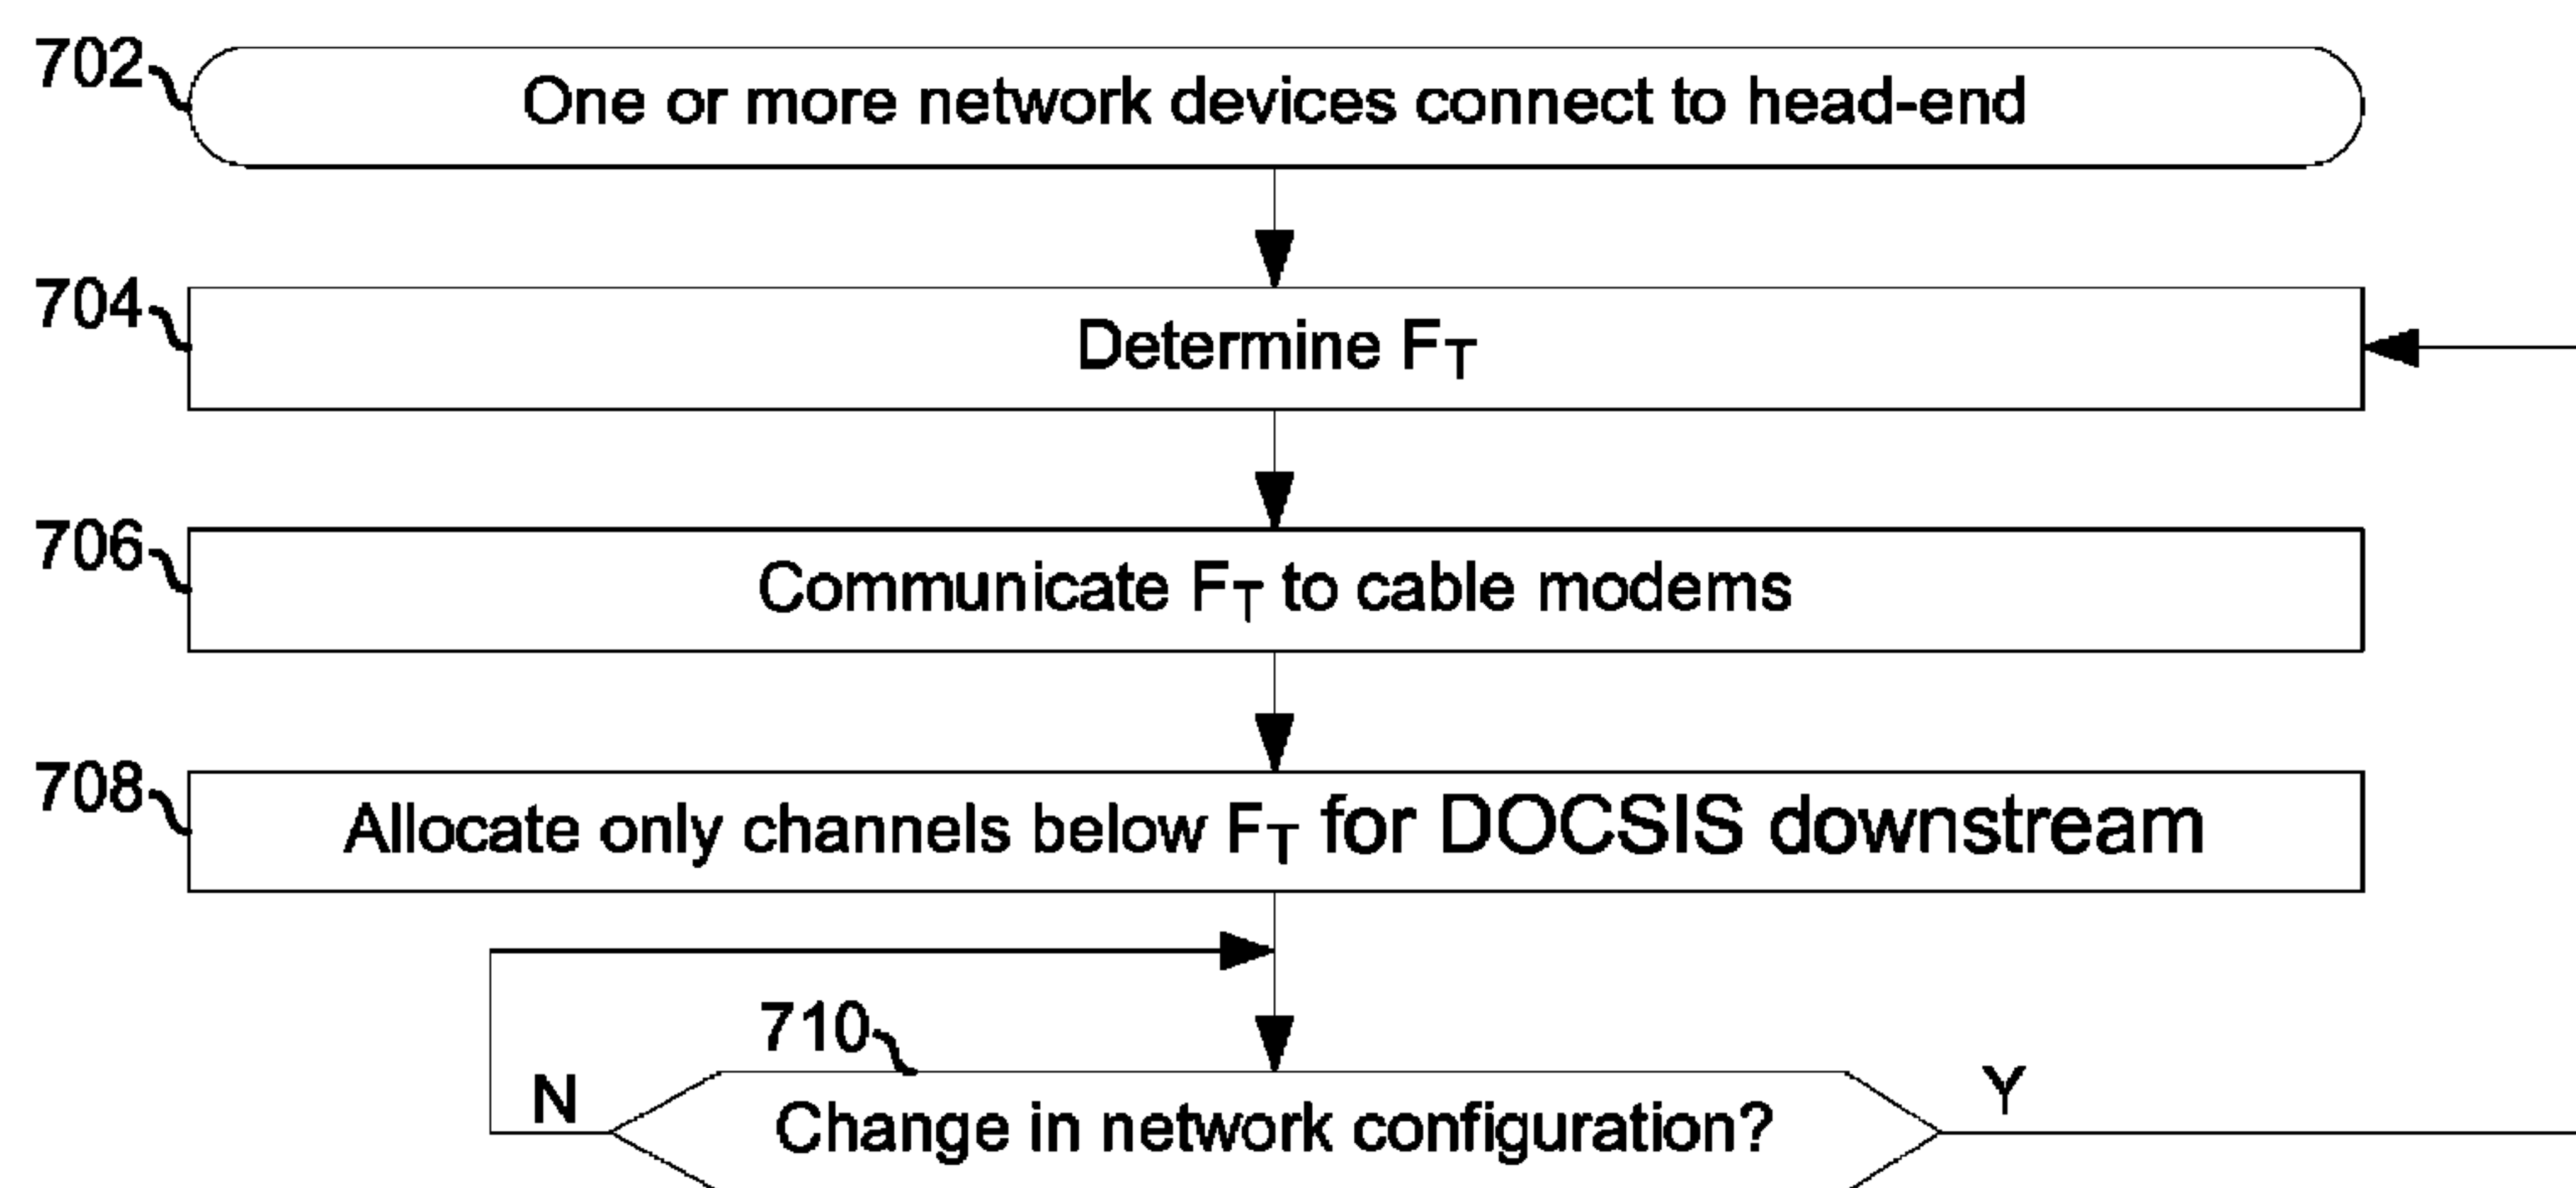 702
One or more network devices connect to head-end
704
Determine FT
706
Communicate FT to cable modems
708
Allocate only channels below FT for DOCSIS downstream
710
N
Change in network configuration?
Y